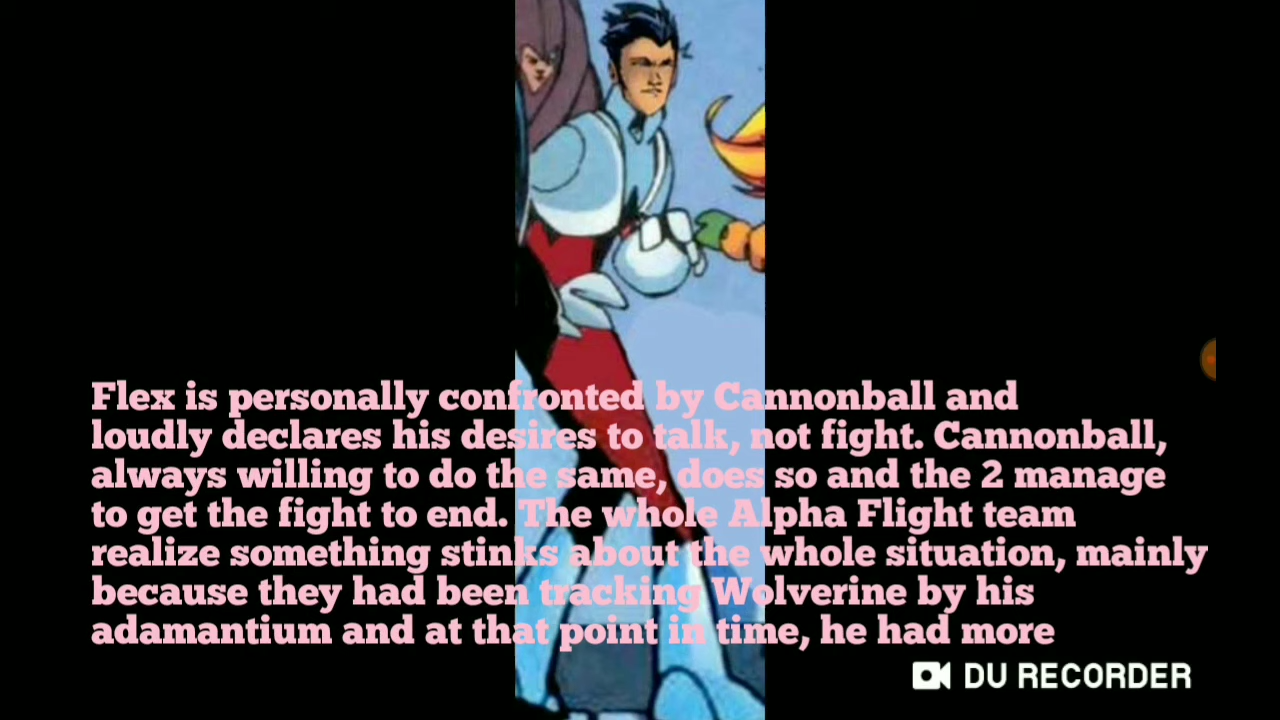 Flex is personally confronted by Cannonball and
loudly declares his desires to talk, not fight. Cannonball,
always willing to do the same, does so and the 2 manage
to get the fight to end. The whole Alpha Flight team
realize something stinks about the whole situation, mainly
because they had been tracking Wolverine by his
adamantium and at that point in time, he had more
DU RECORDER